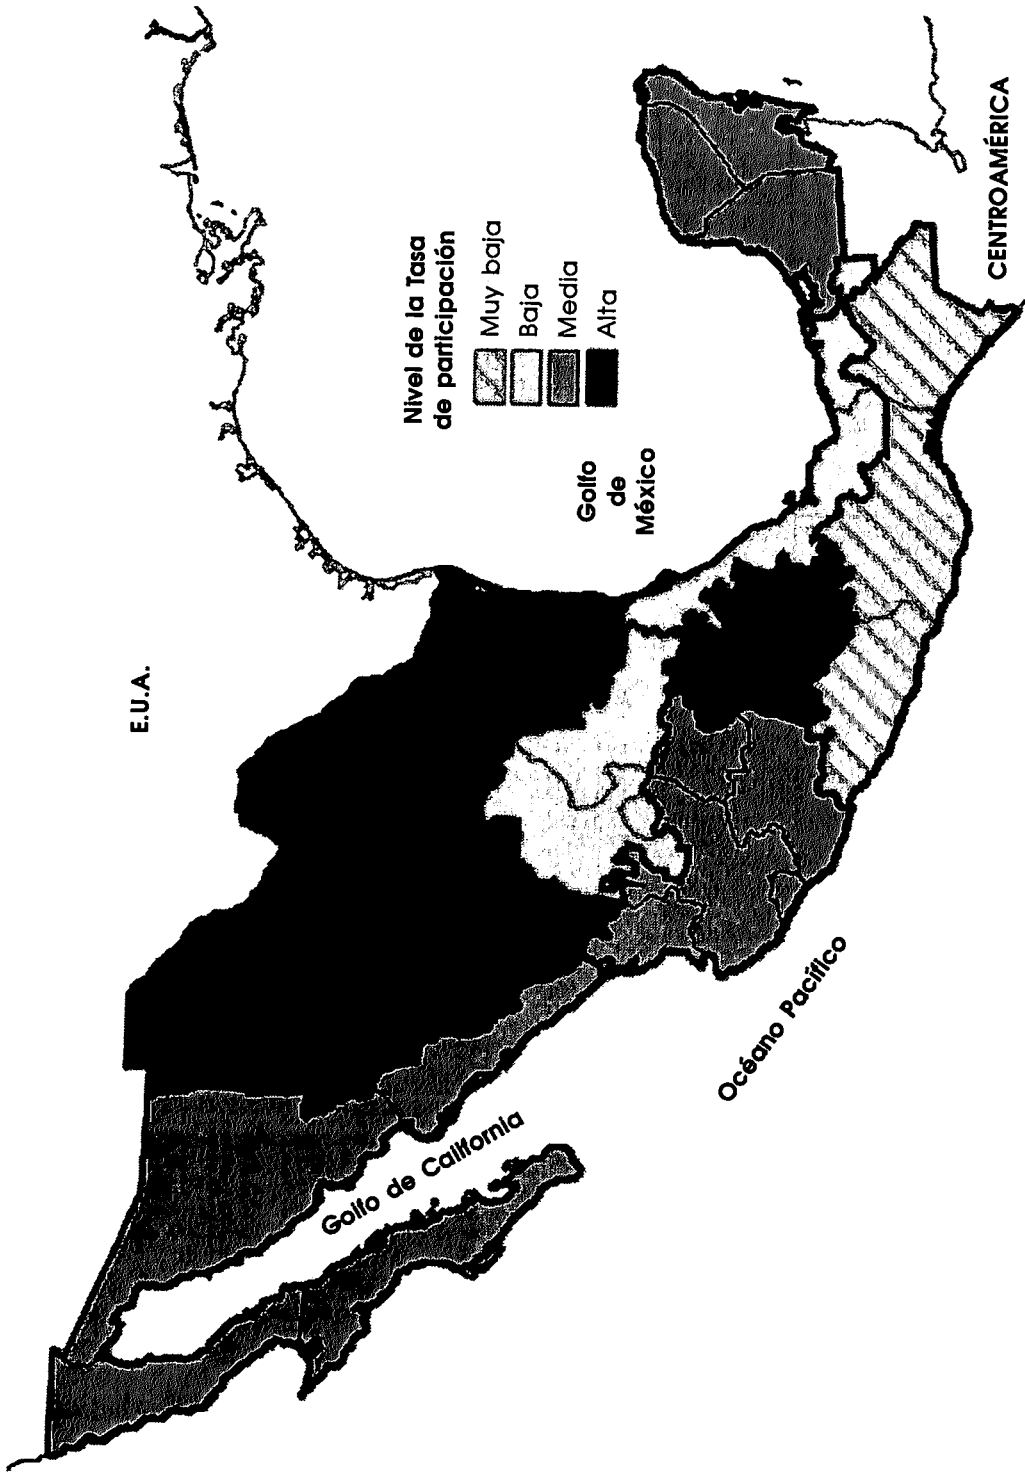 E.U.A.
Nivel de la Tasa
de participación
Muy baja
Baja
Media
Alta
Golfo
de
México
Golfo de California
Océano Pacífico
CENTROAMÉRICA